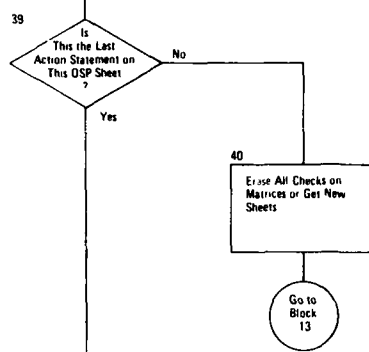 39
Is
This the Last
Action Statement on
This OSP Sheet
?
No
Yes
40
Erase All Checks on
Matrices or Get New
Sheets
Go to
Block
13